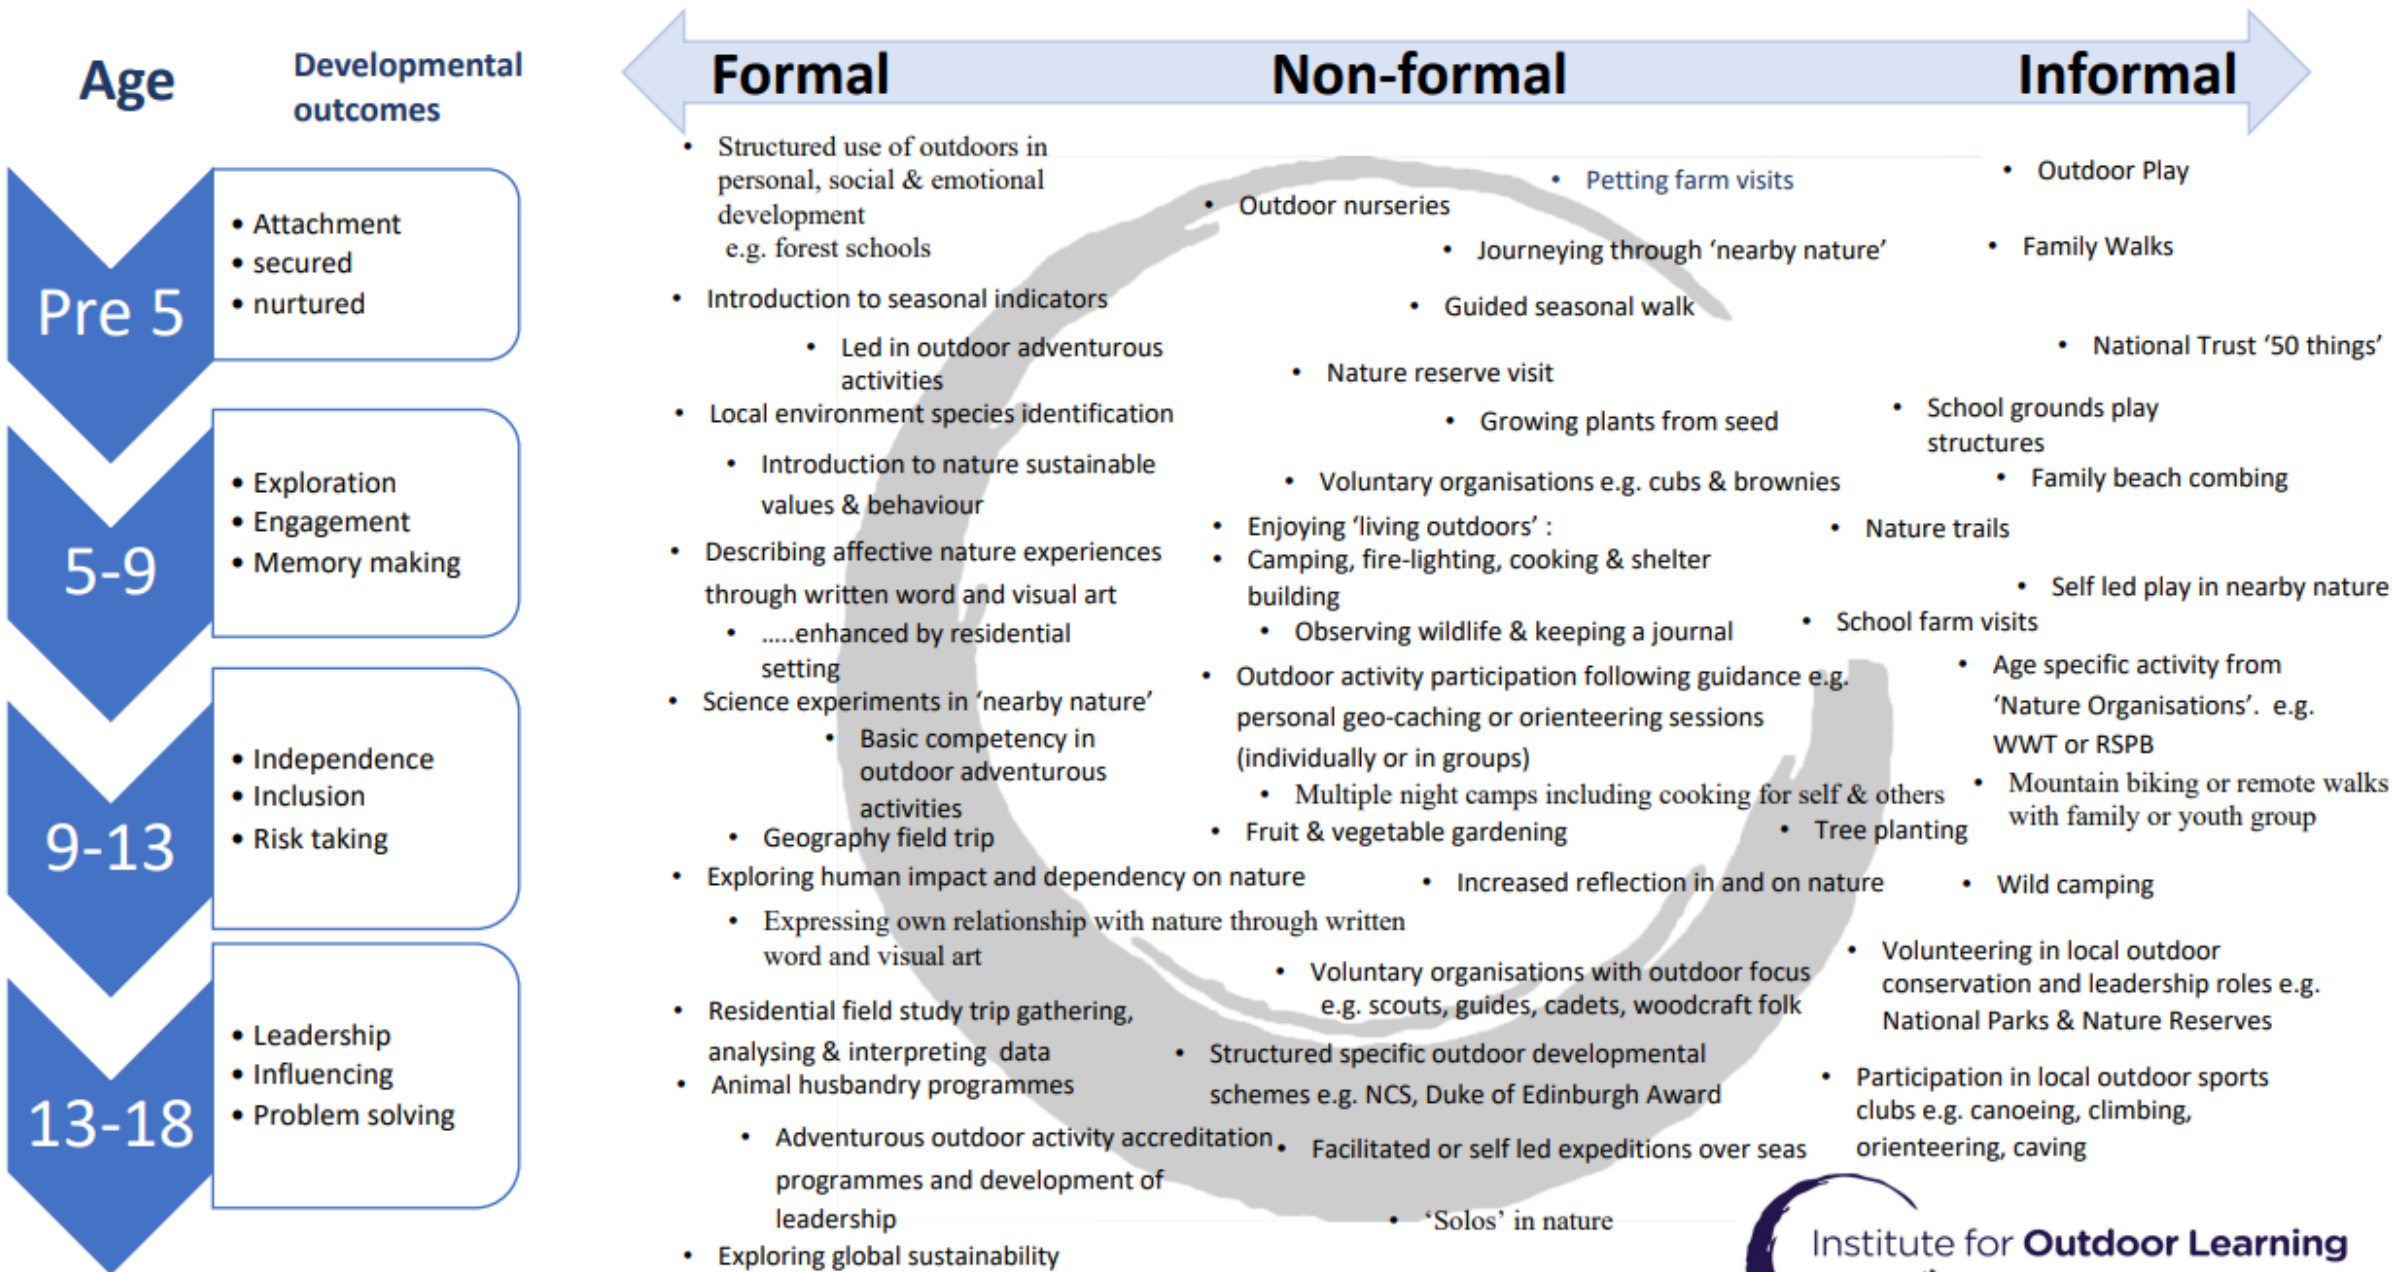 Age
Developmental
outcomes
Formal
Non-formal
Informal
Pre 5
• Attachment
• secured
• nurtured
5-9
• Exploration
• Engagement
• Memory making
9-13
• Independence
• Inclusion
• Risk taking
13-18
• Leadership
• Influencing
• Problem solving
• Structured use of outdoors in
personal, social & emotional
development
e.g. forest schools
• Introduction to seasonal indicators
• Led in outdoor adventurous
activities
• Local environment species identification
• Introduction to nature sustainable
values & behaviour
• Describing affective nature experiences
through written word and visual art
• .....enhanced by residential
setting
• Science experiments in ‘nearby nature’
• Basic competency in
outdoor adventurous
activities
• Geography field trip
• Exploring human impact and dependency on nature
• Expressing own relationship with nature through written
word and visual art
• Residential field study trip gathering,
analysing & interpreting data
• Animal husbandry programmes
• Adventurous outdoor activity accreditation
programmes and development of
leadership
• Exploring global sustainability
• Petting farm visits
• Outdoor nurseries
• Journeying through ‘nearby nature’
• Guided seasonal walk
• Nature reserve visit
• Growing plants from seed
• Voluntary organisations e.g. cubs & brownies
• Enjoying ‘living outdoors’ :
• Camping, fire-lighting, cooking & shelter
building
• Observing wildlife & keeping a journal
• Outdoor activity participation following guidance e.g.
personal geo-caching or orienteering sessions
(individually or in groups)
• Multiple night camps including cooking for self & others
• Fruit & vegetable gardening
• Tree planting
• Increased reflection in and on nature
• Voluntary organisations with outdoor focus
e.g. scouts, guides, cadets, woodcraft folk
• Structured specific outdoor developmental
schemes e.g. NCS, Duke of Edinburgh Award
• Facilitated or self led expeditions over seas
• ‘Solos’ in nature
• Outdoor Play
• Family Walks
• National Trust ‘50 things’
• School grounds play
structures
• Family beach combing
• Nature trails
• Self led play in nearby nature
• School farm visits
• Age specific activity from
‘Nature Organisations’. e.g.
WWT or RSPB
• Mountain biking or remote walks
with family or youth group
• Wild camping
• Volunteering in local outdoor
conservation and leadership roles e.g.
National Parks & Nature Reserves
• Participation in local outdoor sports
clubs e.g. canoeing, climbing,
orienteering, caving
Institute for Outdoor Learning